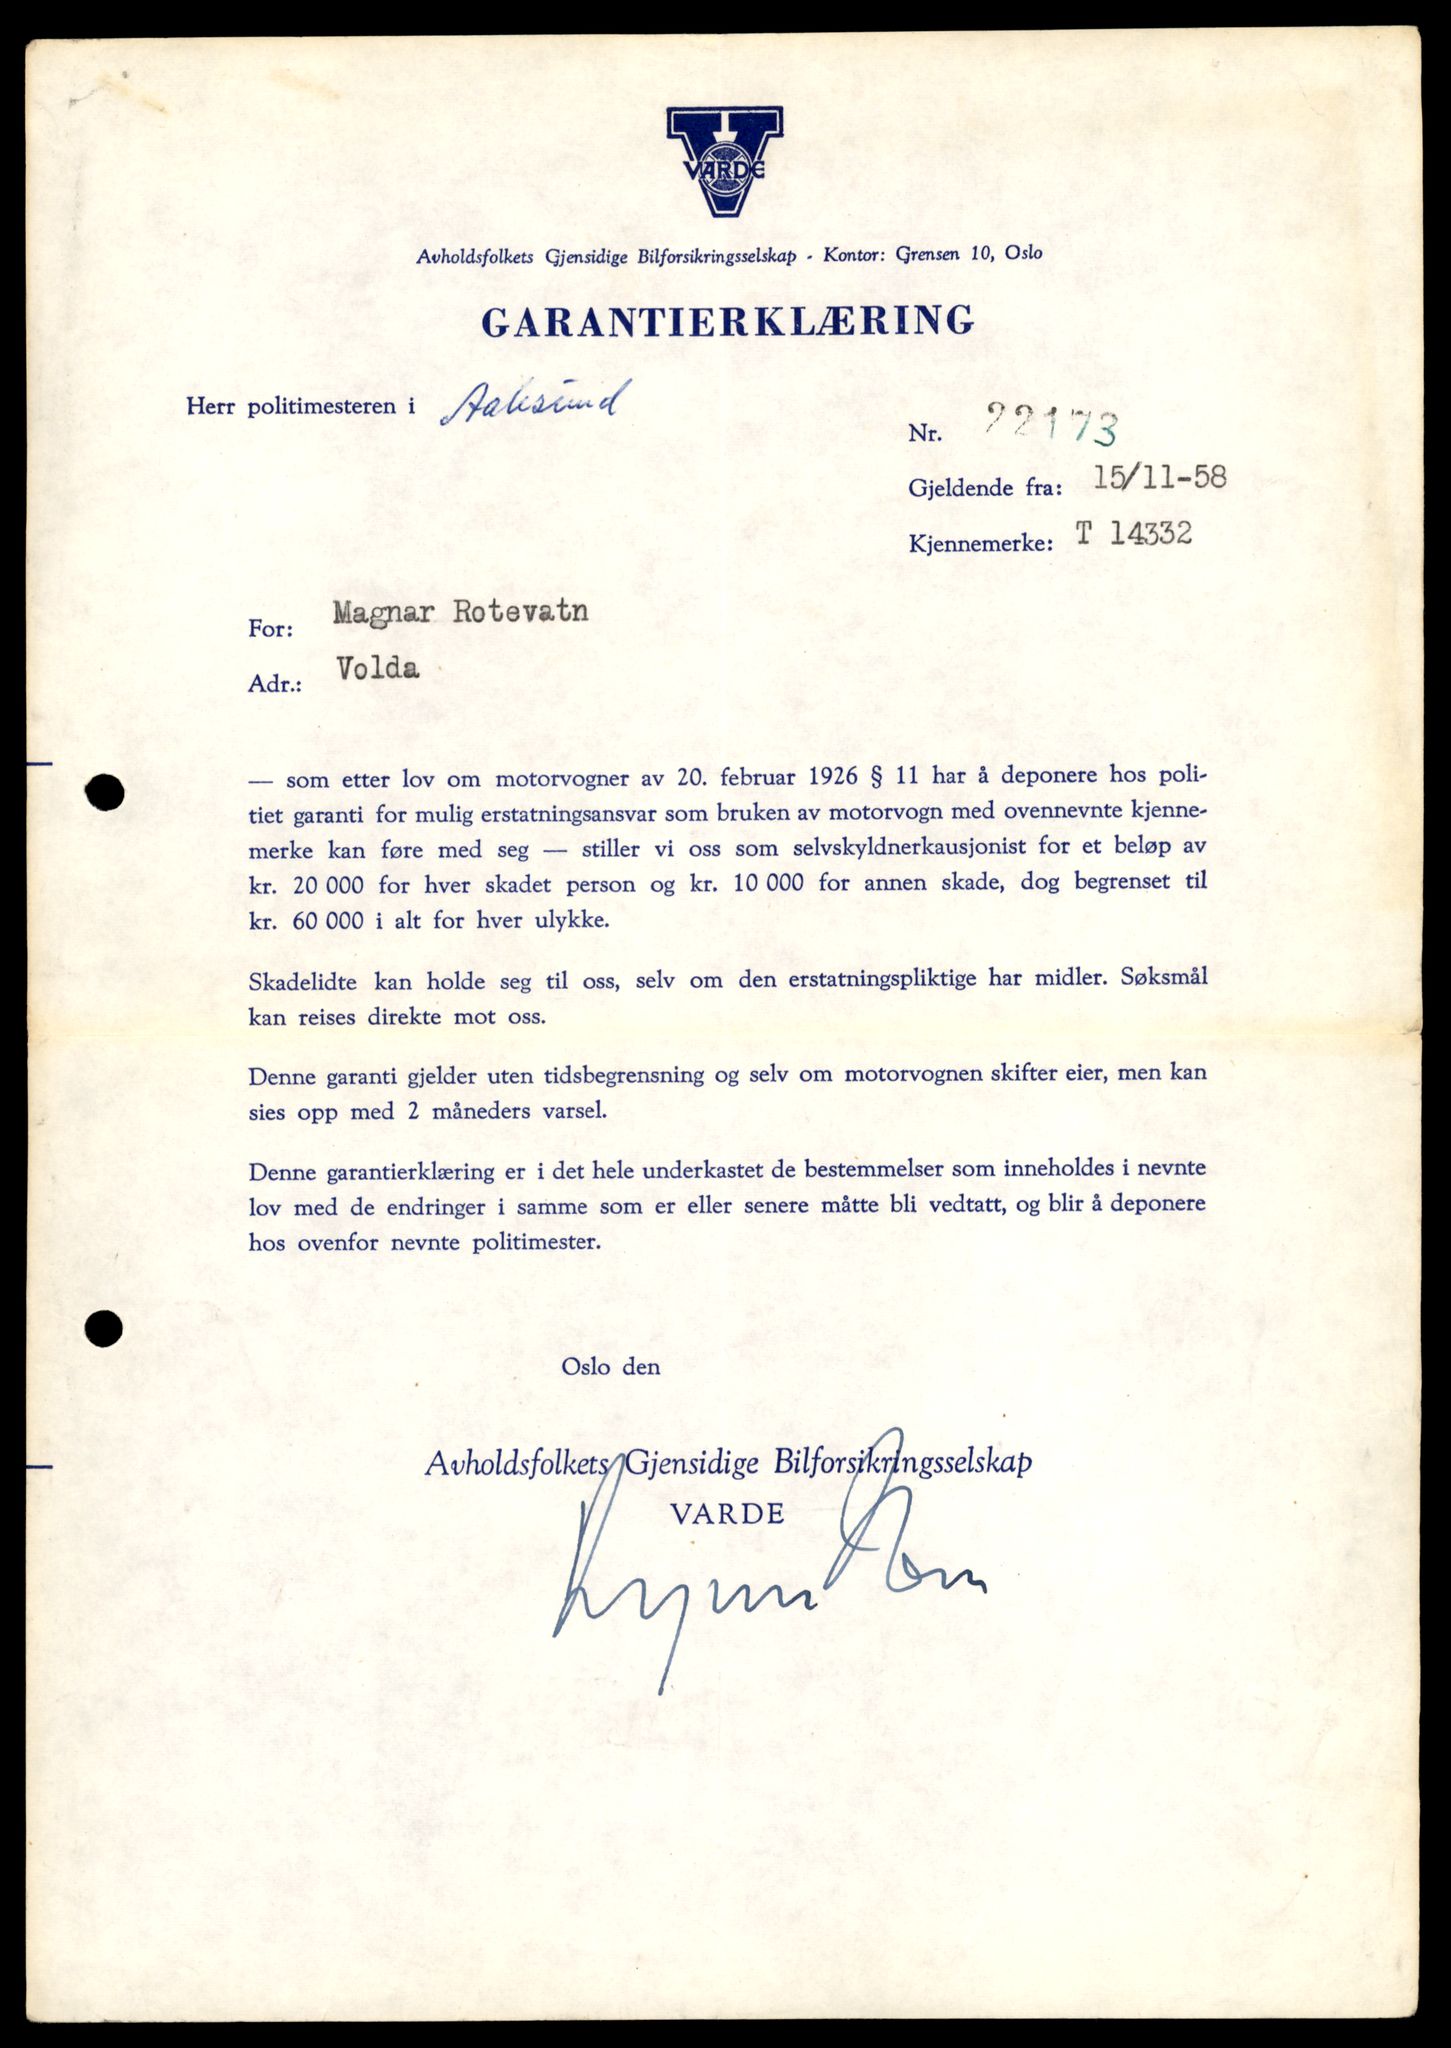 VARDE
Avholdsfolkets Gjensidige Bilforsikringsselskap - Kontor: Grensen 10, Oslo
GARANTIERKLÆRING
Herr politimesteren i Aalesund
Nr. 22173
Gjeldende fra: 15/11-58
Kjennemerke: T 14332
For: Magnar Rotevatn
Adr.: Volda
— som etter lov om motorvogner av 20. februar 1926 § 11 har å deponere hos poli-
tiet garanti for mulig erstatningsansvar som bruken av motorvogn med ovennevnte kjenne-
merke kan føre med seg — stiller vi oss som selvskyldnerkausjonist for et beløp av
kr. 20 000 for hver skadet person og kr. 10 000 for annen skade, dog begrenset til
kr. 60 000 i alt for hver ulykke.
Skadelidte kan holde seg til oss, selv om den erstatningspliktige har midler. Søksmål
kan reises direkte mot oss.
Denne garanti gjelder uten tidsbegrensning og selv om motorvognen skifter eier, men kan
sies opp med 2 måneders varsel.
Denne garantierklæring er i det hele underkastet de bestemmelser som inneholdes i nevnte
lov med de endringer i samme som er eller senere måtte bli vedtatt, og blir å deponere
hos ovenfor nevnte politimester.
Oslo den
Avholdsfolkets Gjensidige Bilforsikringsselskap
VARDE